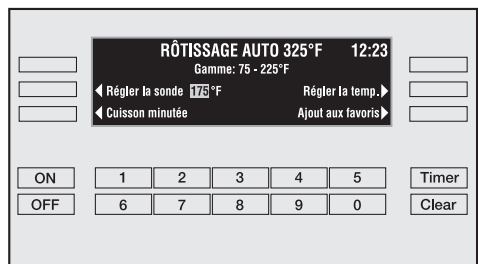 RÔTISSAGE AUTO 325°F 12:23
Gamme: 75 - 225°F
Régler la sonde 175°F Régler la temp.
Cuisson minutée Ajout aux favoris
ON 1 2 3 4 5 Timer
OFF 6 7 8 9 0 Clear